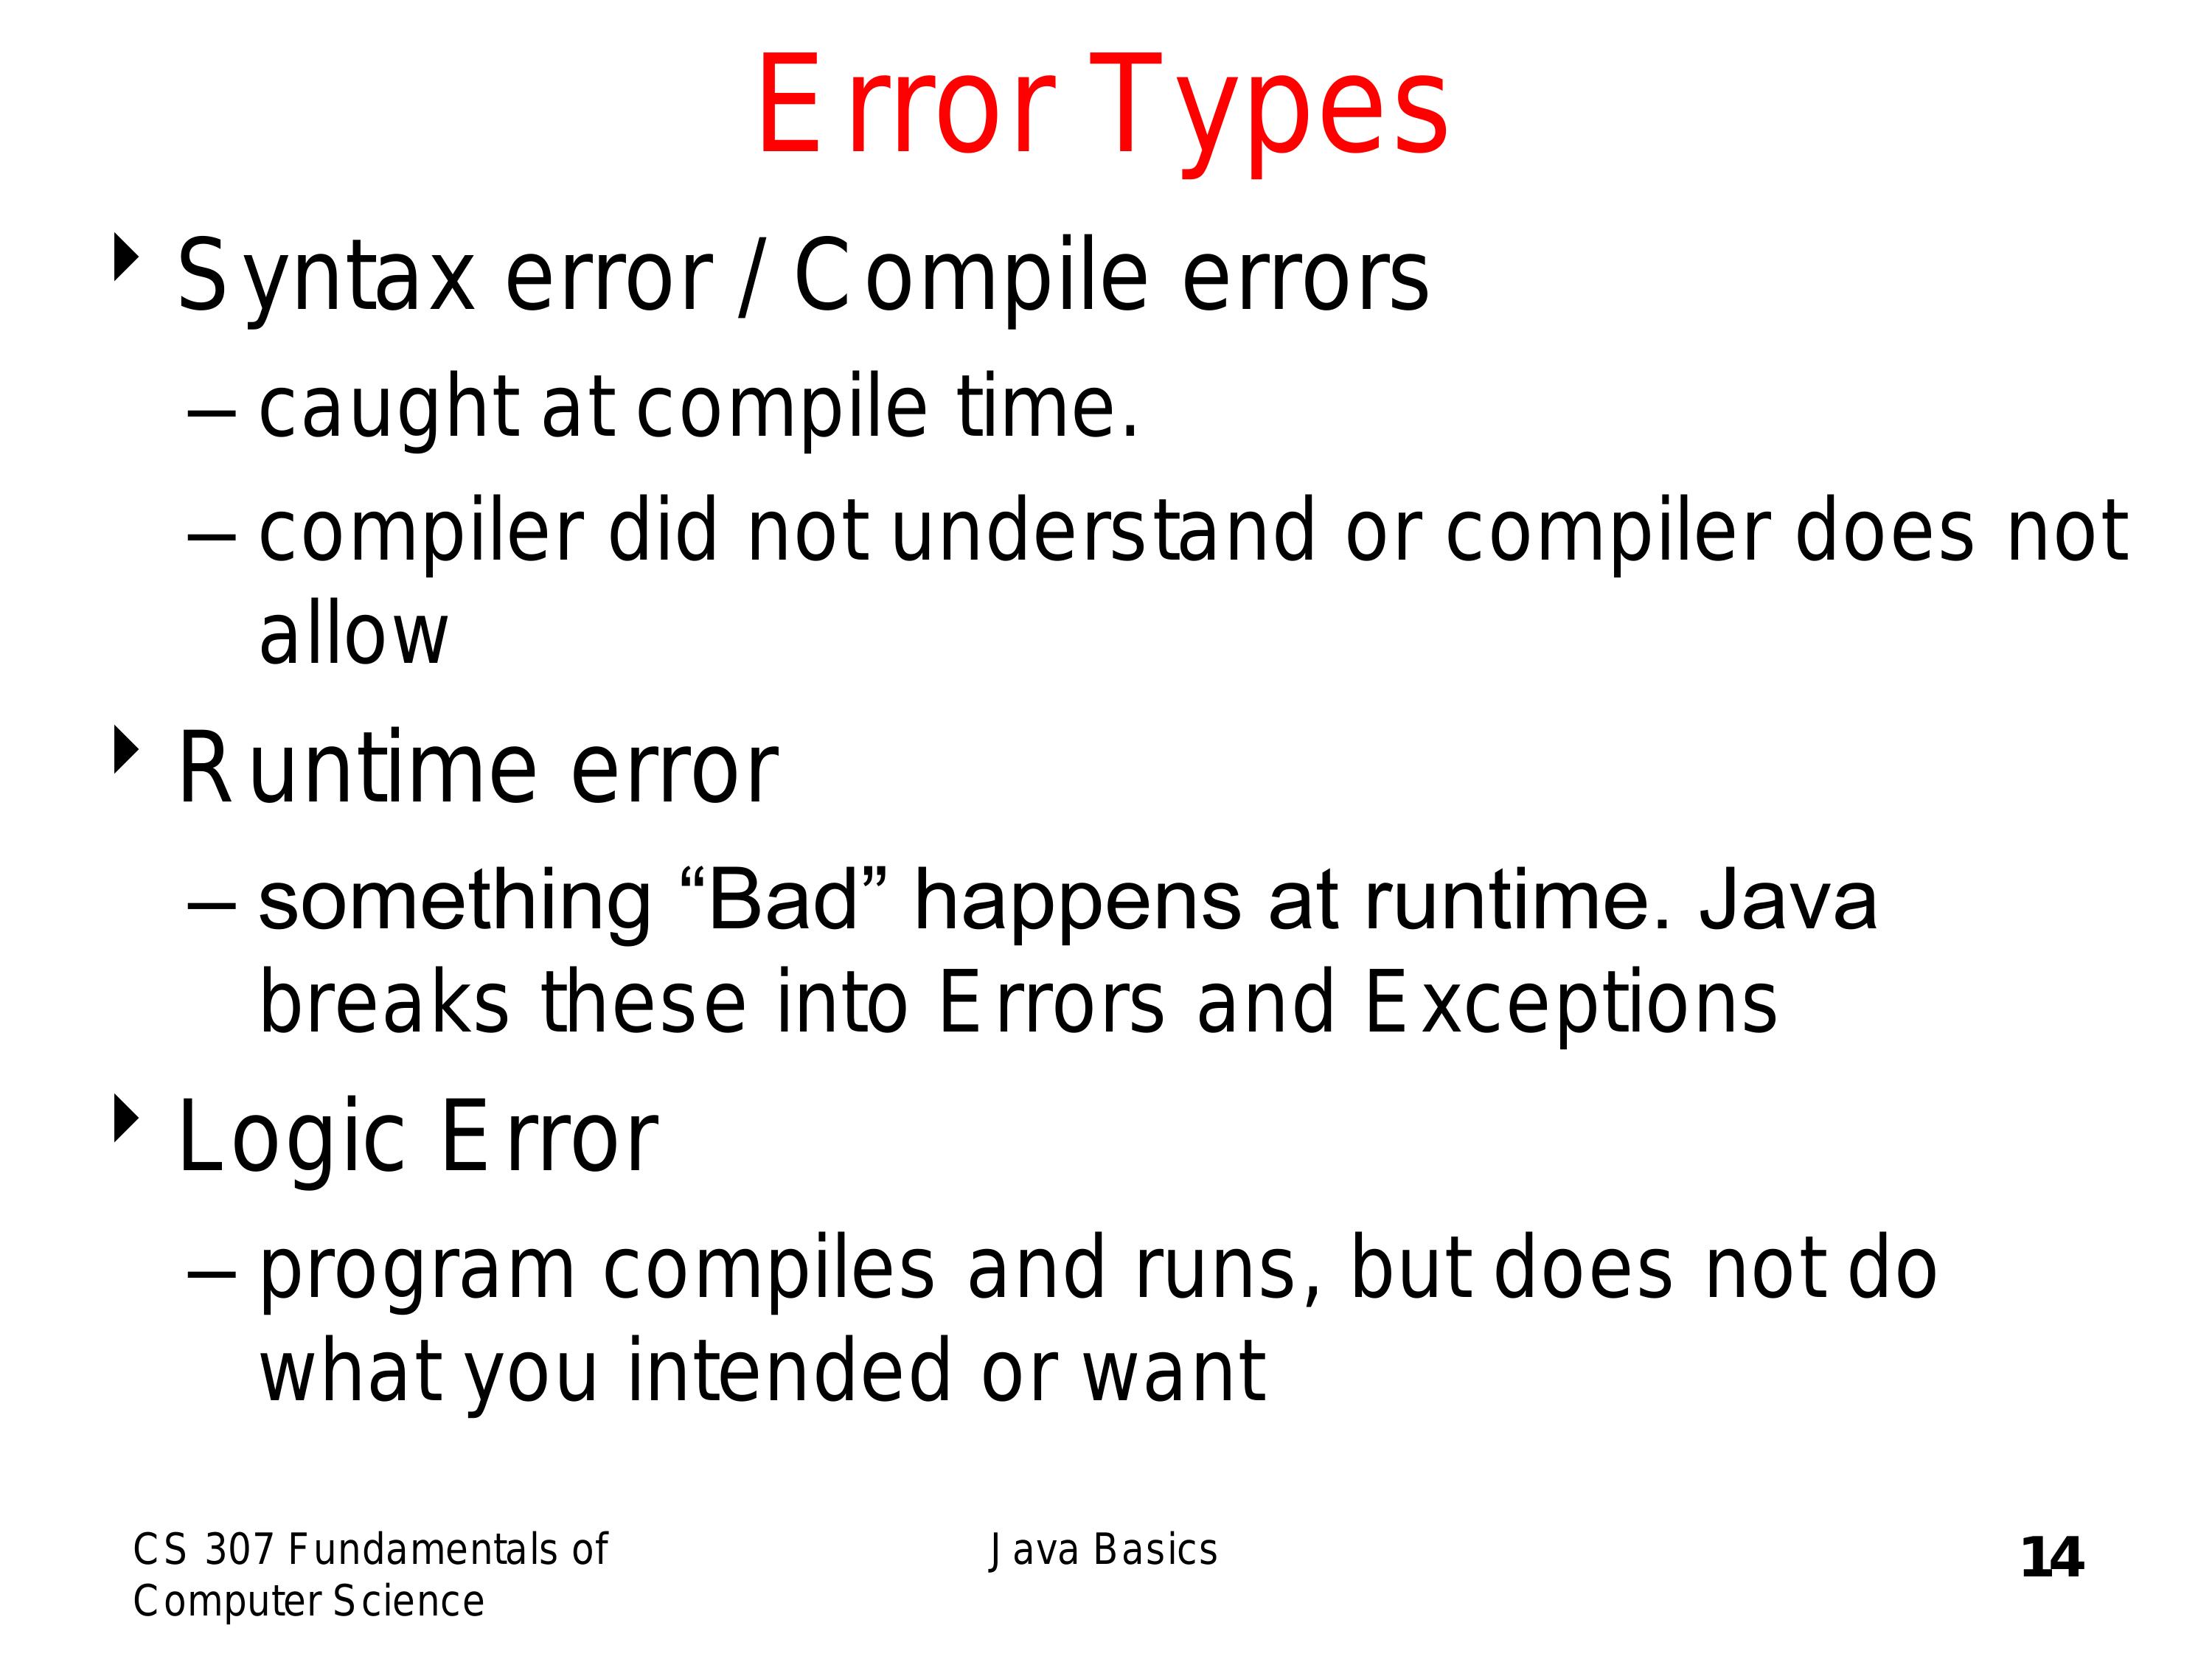 Error Types
Syntax error / Compile errors
– caught at compile time.
– compiler did not understand or compiler does not
allow
Runtime error
– something “Bad” happens at runtime. Java
breaks these into Errors and Exceptions
Logic Error
– program compiles and runs, but does not do
what you intended or want
CS 307 Fundamentals of
Computer Science
Java Basics
14